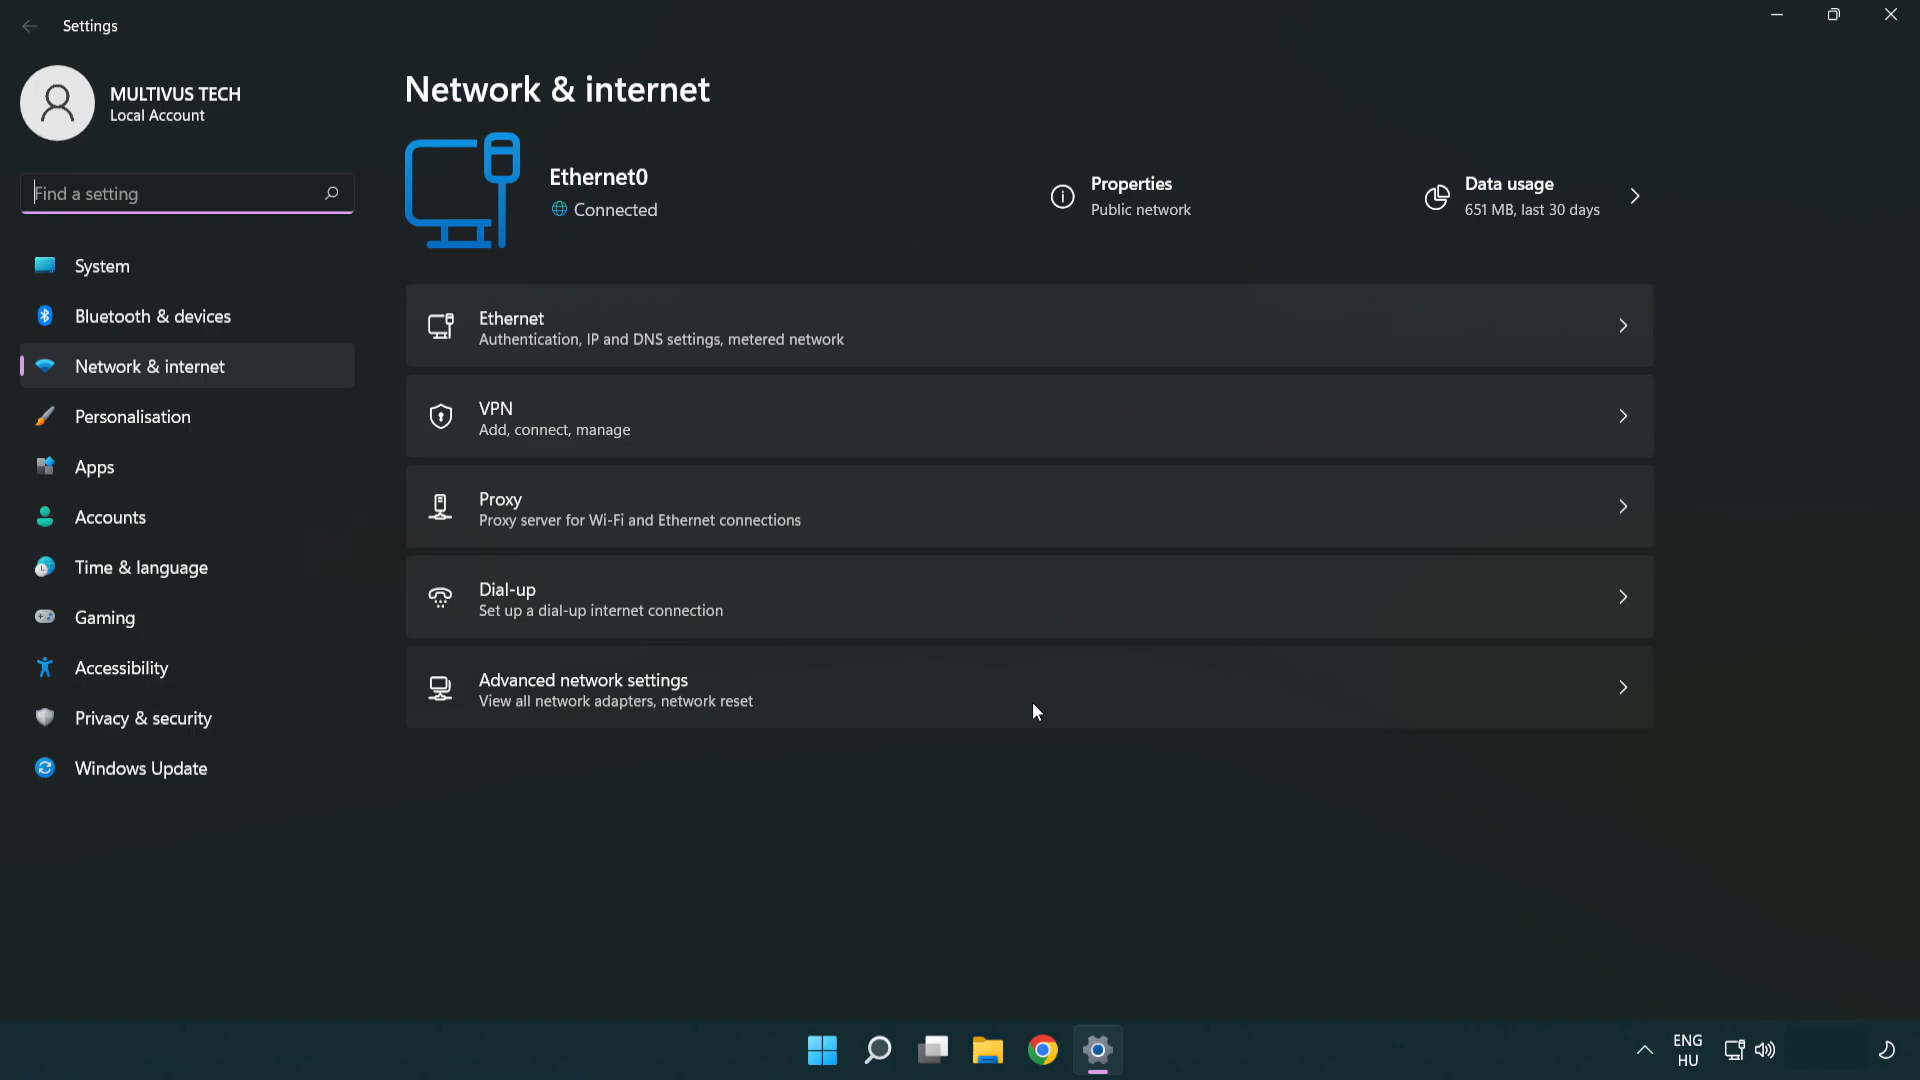 Settings
MULTIVUS TECH
Local Account
Find a setting
System
Bluetooth & devices
Network & internet
Personalisation
Apps
Accounts
Time & language
Gaming
Accessibility
Privacy & security
Windows Update
Network & internet
Ethernet0
Connected
Properties
Public network
Data usage
651 MB, last 30 days
Ethernet
Authentication, IP and DNS settings, metered network
VPN
Add, connect, manage
Proxy
Proxy server for Wi-Fi and Ethernet connections
Dial-up
Set up a dial-up internet connection
Advanced network settings
View all network adapters, network reset
ENG
HU